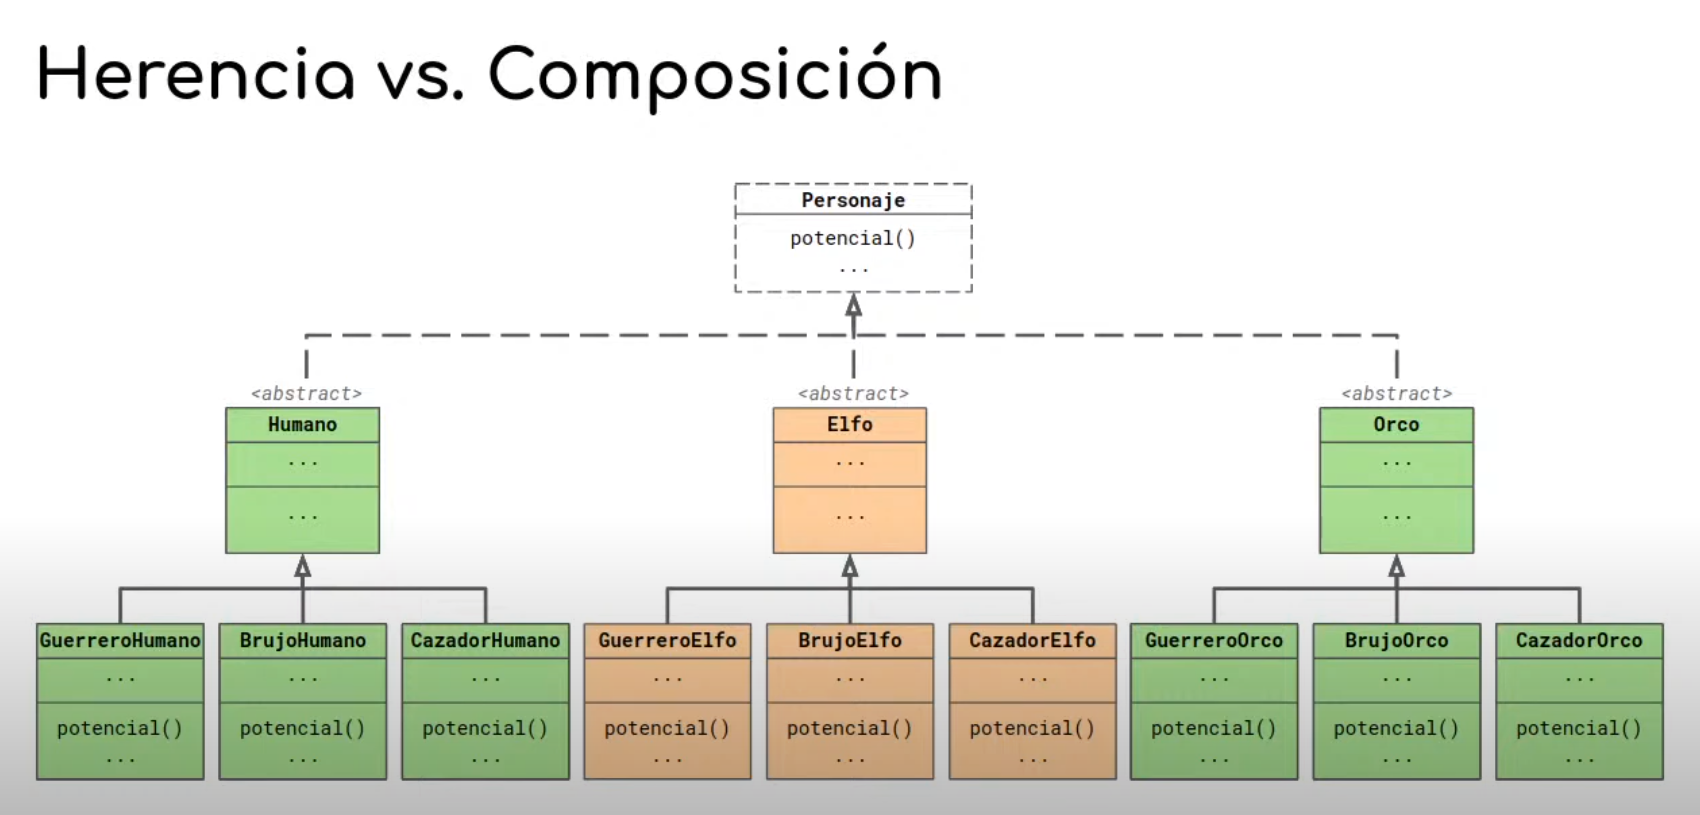 Herencia vs. Composición
Personaje
potencial()
...
<abstract>
Humano
...
...
<abstract>
Elfo
...
...
<abstract>
Orco
...
...
GuerreroHumano
...
potencial()
...
BrujoHumano
...
potencial()
...
CazadorHumano
...
potencial()
...
GuerreroElfo
...
potencial()
...
BrujoElfo
...
potencial()
...
CazadorElfo
...
potencial()
...
GuerreroOrco
...
potencial()
...
BrujoOrco
...
potencial()
...
CazadorOrco
...
potencial()
...